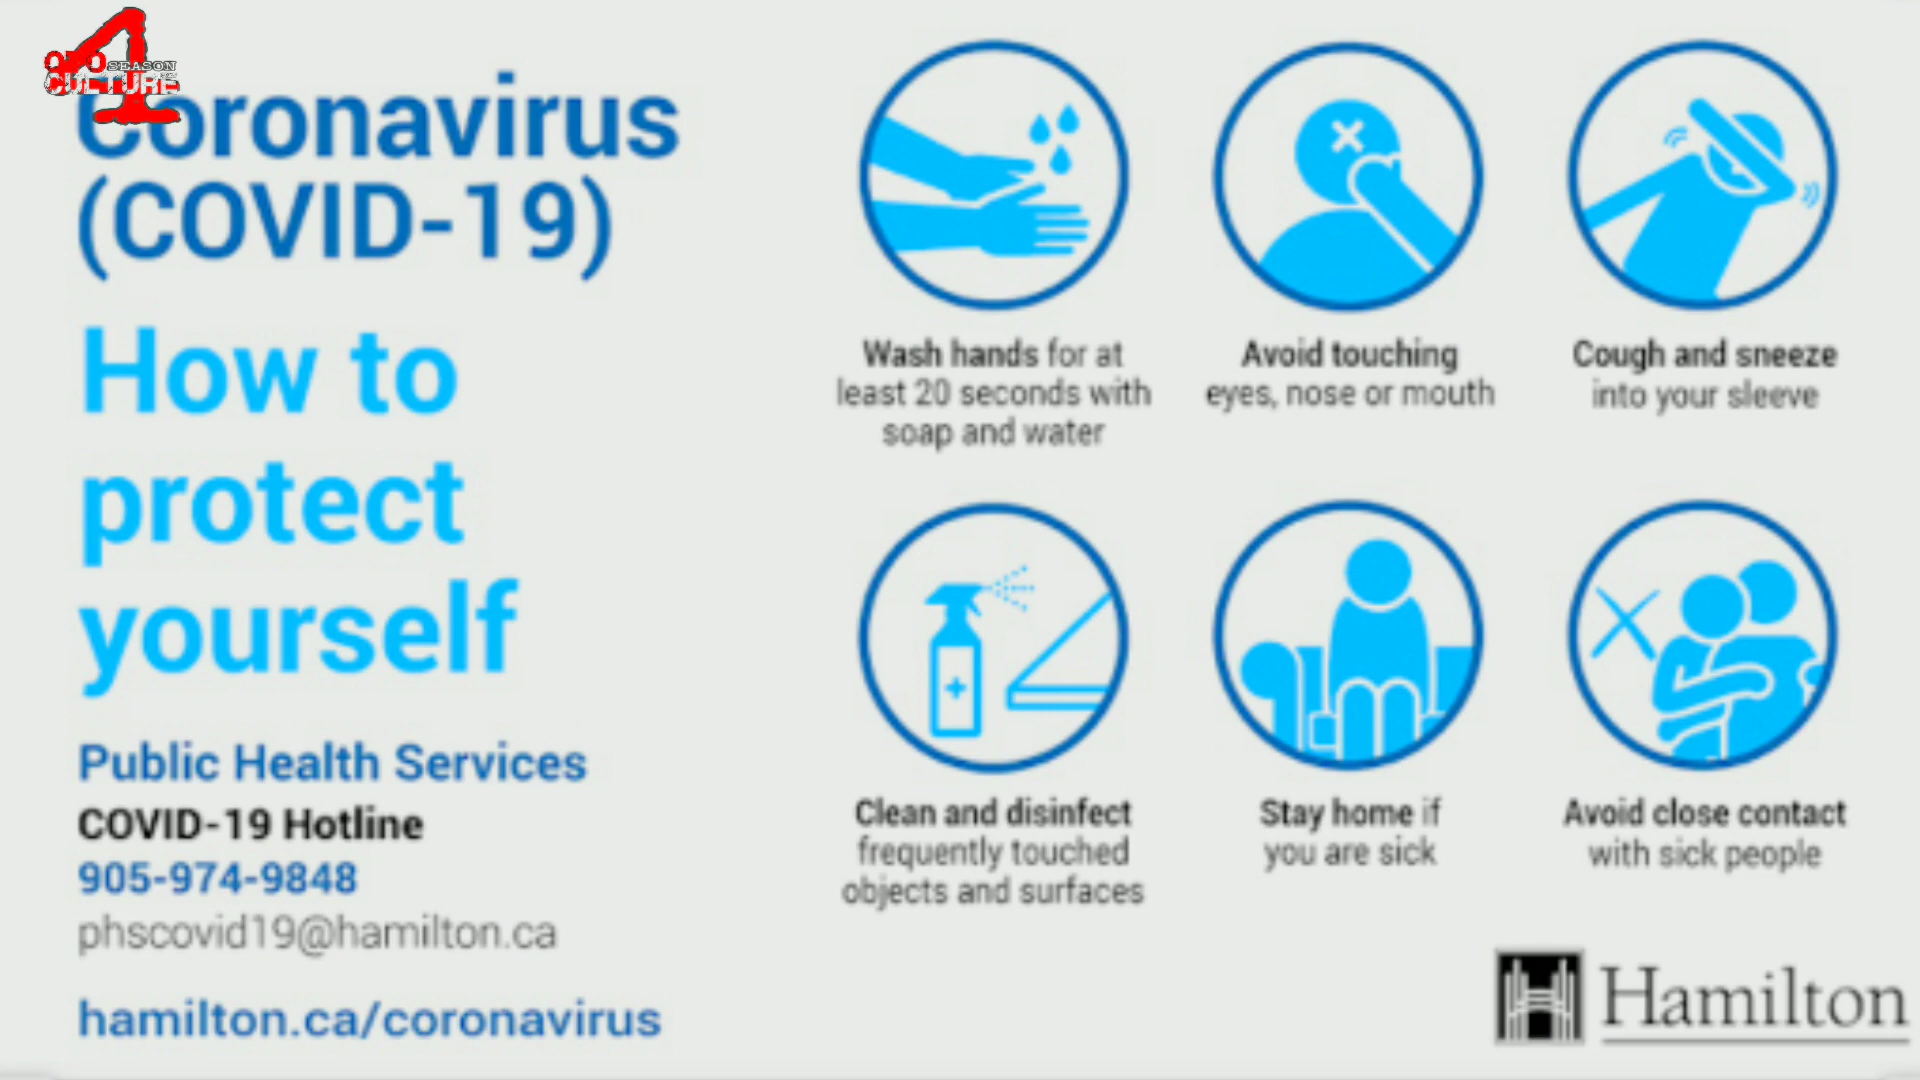 SEASON
CULTURE
Coronavirus
(COVID-19)
How to
protect
yourself
Public Health Services
COVID-19 Hotline
905-974-9848
phscovid19@hamilton.ca
hamilton.ca/coronavirus
Wash hands for at
least 20 seconds with
soap and water
Avoid touching
eyes, nose or mouth
Cough and sneeze
into your sleeve
Clean and disinfect
frequently touched
objects and surfaces
Stay home if
you are sick
Avoid close contact
with sick people
Hamilton